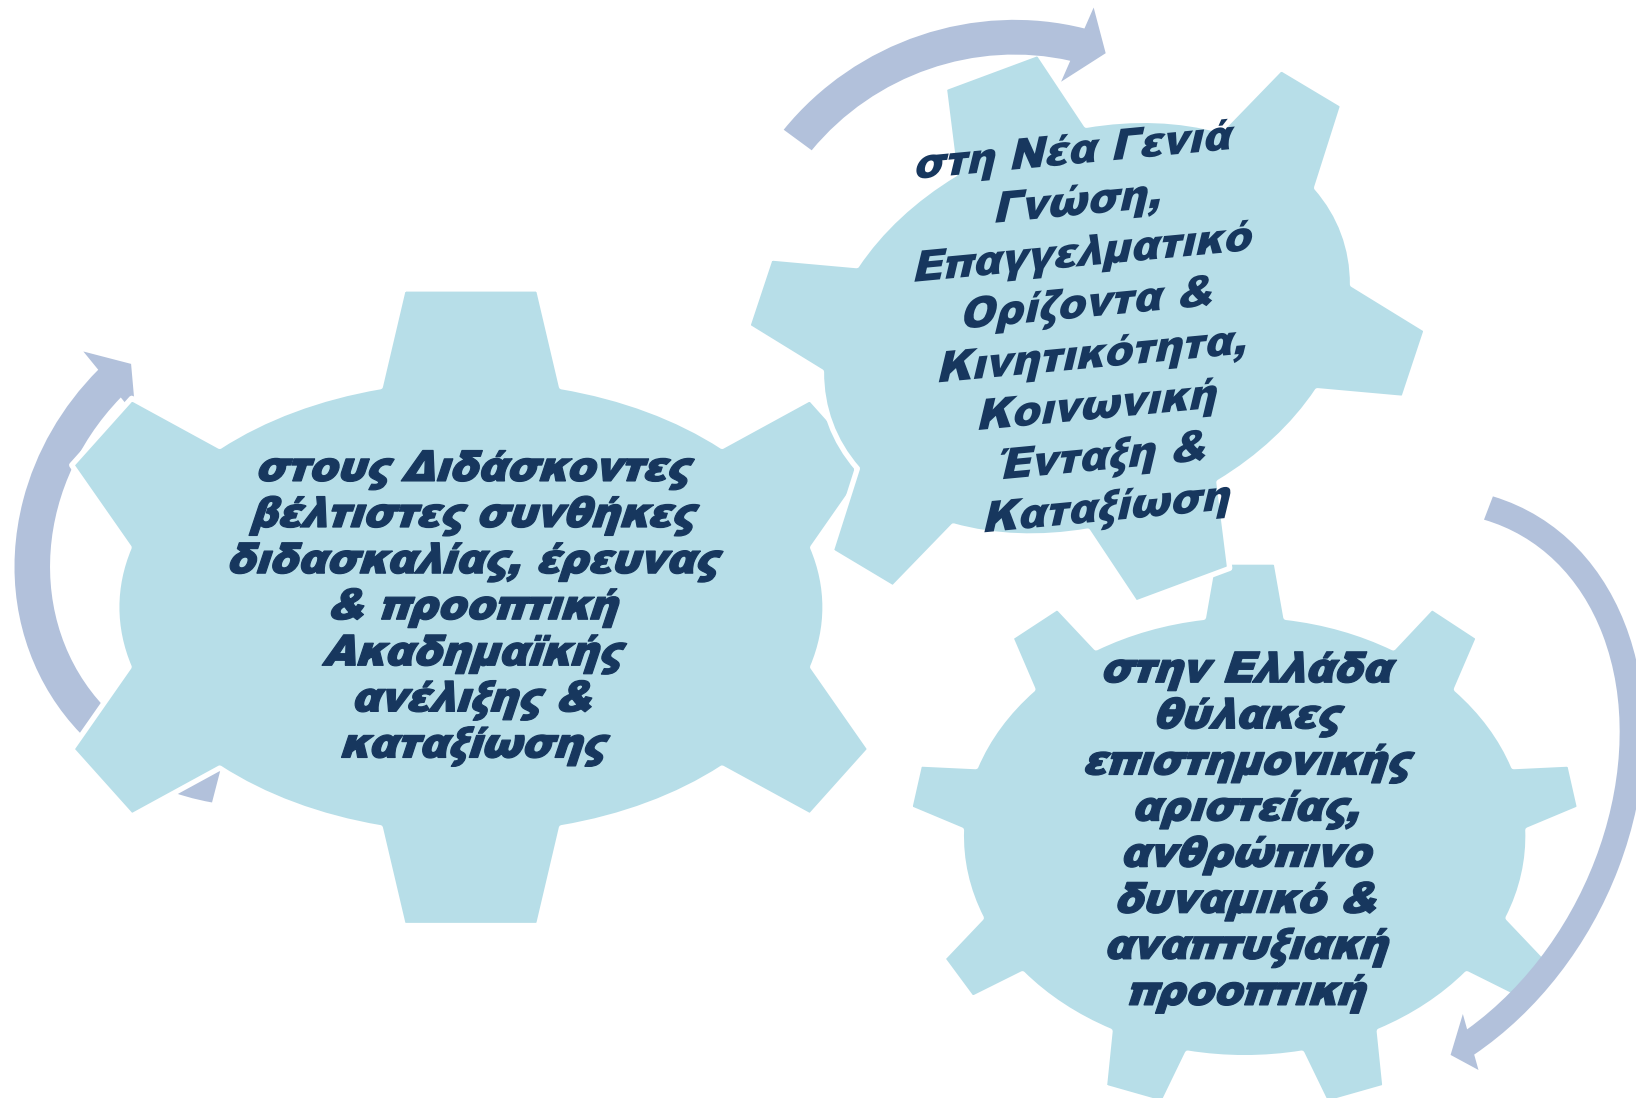 στη Νέα Γενιά
Γνώση,
Επαγγελματικό
Ορίζοντα &
Κινητικότητα,
Κοινωνική
Ένταξη &
Καταξίωση
στους Διδάσκοντες
βέλτιστες συνθήκες
διδασκαλίας, έρευνας
& προοπτική
Ακαδημαϊκής
ανέλιξης &
καταξίωσης
στην Ελλάδα
θύλακες
επιστημονικής
αριστείας,
ανθρώπινο
δυναμικό &
αναπτυξιακή
προοπτική